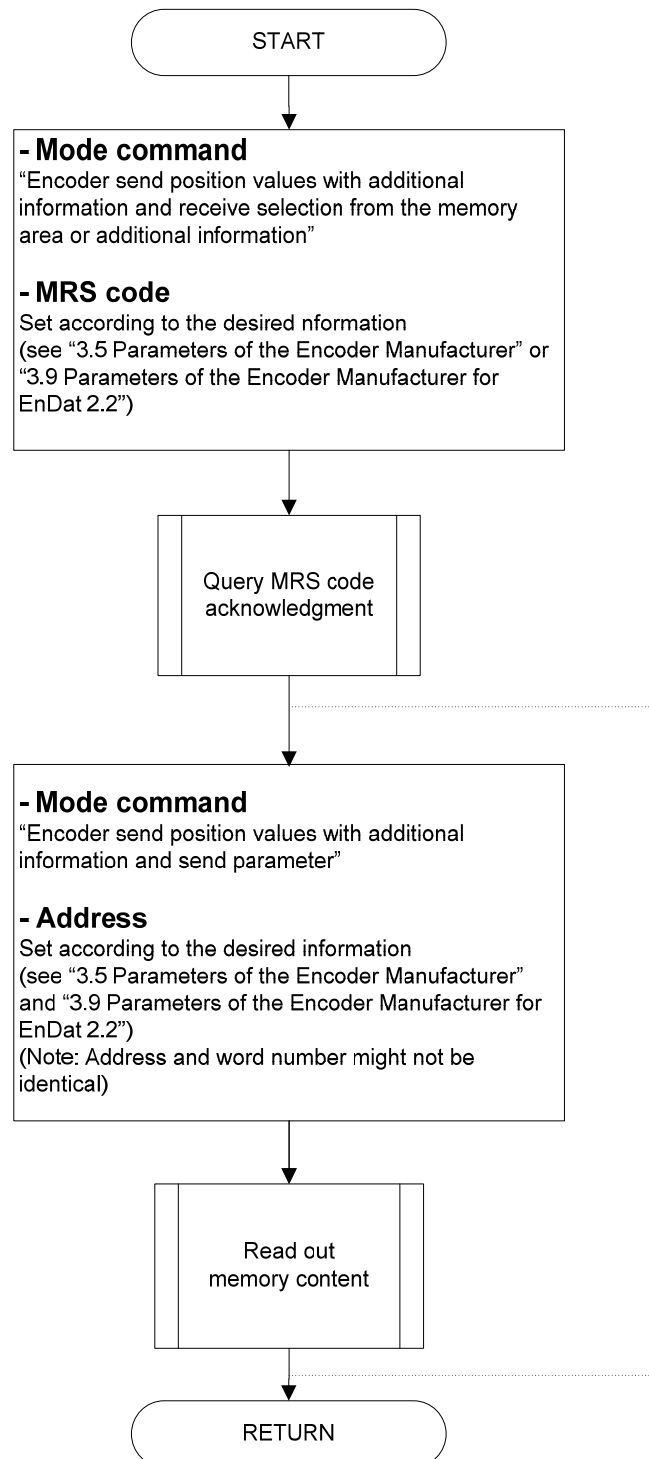 START
- Mode command
“Encoder send position values with additional
information and receive selection from the memory
area or additional information”
- MRS code
Set according to the desired nformation
(see “3.5 Parameters of the Encoder Manufacturer” or
“3.9 Parameters of the Encoder Manufacturer for
EnDat 2.2”)
Query MRS code
acknowledgment
- Mode command
“Encoder send position values with additional
information and send parameter”
- Address
Set according to the desired information
(see “3.5 Parameters of the Encoder Manufacturer”
and “3.9 Parameters of the Encoder Manufacturer for
EnDat 2.2”)
(Note: Address and word number might not be
identical)
Read out
memory content
RETURN